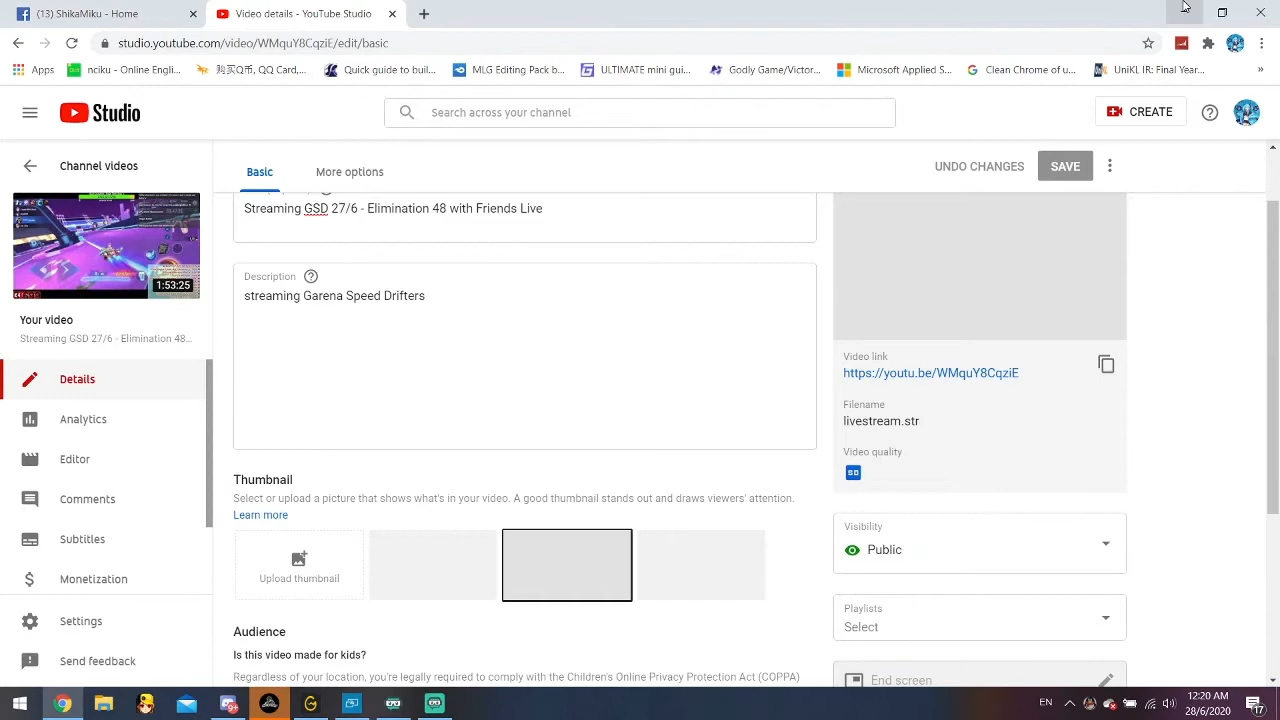 ShikaMiku - Home
Video details - YouTube Studio
studio.youtube.com/video/WMquY8CqziE/edit/basic
Apps
nciku - Online Engli...
购买Q币, QQ Card,...
Quick guide to buil...
MLG Editing Pack b...
ULTIMATE mini gui...
Godly Gamer/Victor...
Microsoft Applied S...
Clean Chrome of u...
UniKL IR: Final Year...
»
Studio
Search across your channel
CREATE
Channel videos
Basic
More options
UNDO CHANGES
SAVE
Streaming GSD 27/6 - Elimination 48 with Friends Live
1:53:25
Your video
Streaming GSD 27/6 - Elimination 48...
Description
streaming Garena Speed Drifters
Video link
https://youtu.be/WMquY8CqziE
Filename
livestream.str
Video quality
SD
Details
Analytics
Editor
Comments
Subtitles
Monetization
Settings
Send feedback
Thumbnail
Select or upload a picture that shows what's in your video. A good thumbnail stands out and draws viewers' attention.
Learn more
Upload thumbnail
Visibility
Public
Playlists
Select
End screen
Audience
Is this video made for kids?
Regardless of your location, you're legally required to comply with the Children's Online Privacy Protection Act (COPPA)
EN
12:20 AM
28/6/2020